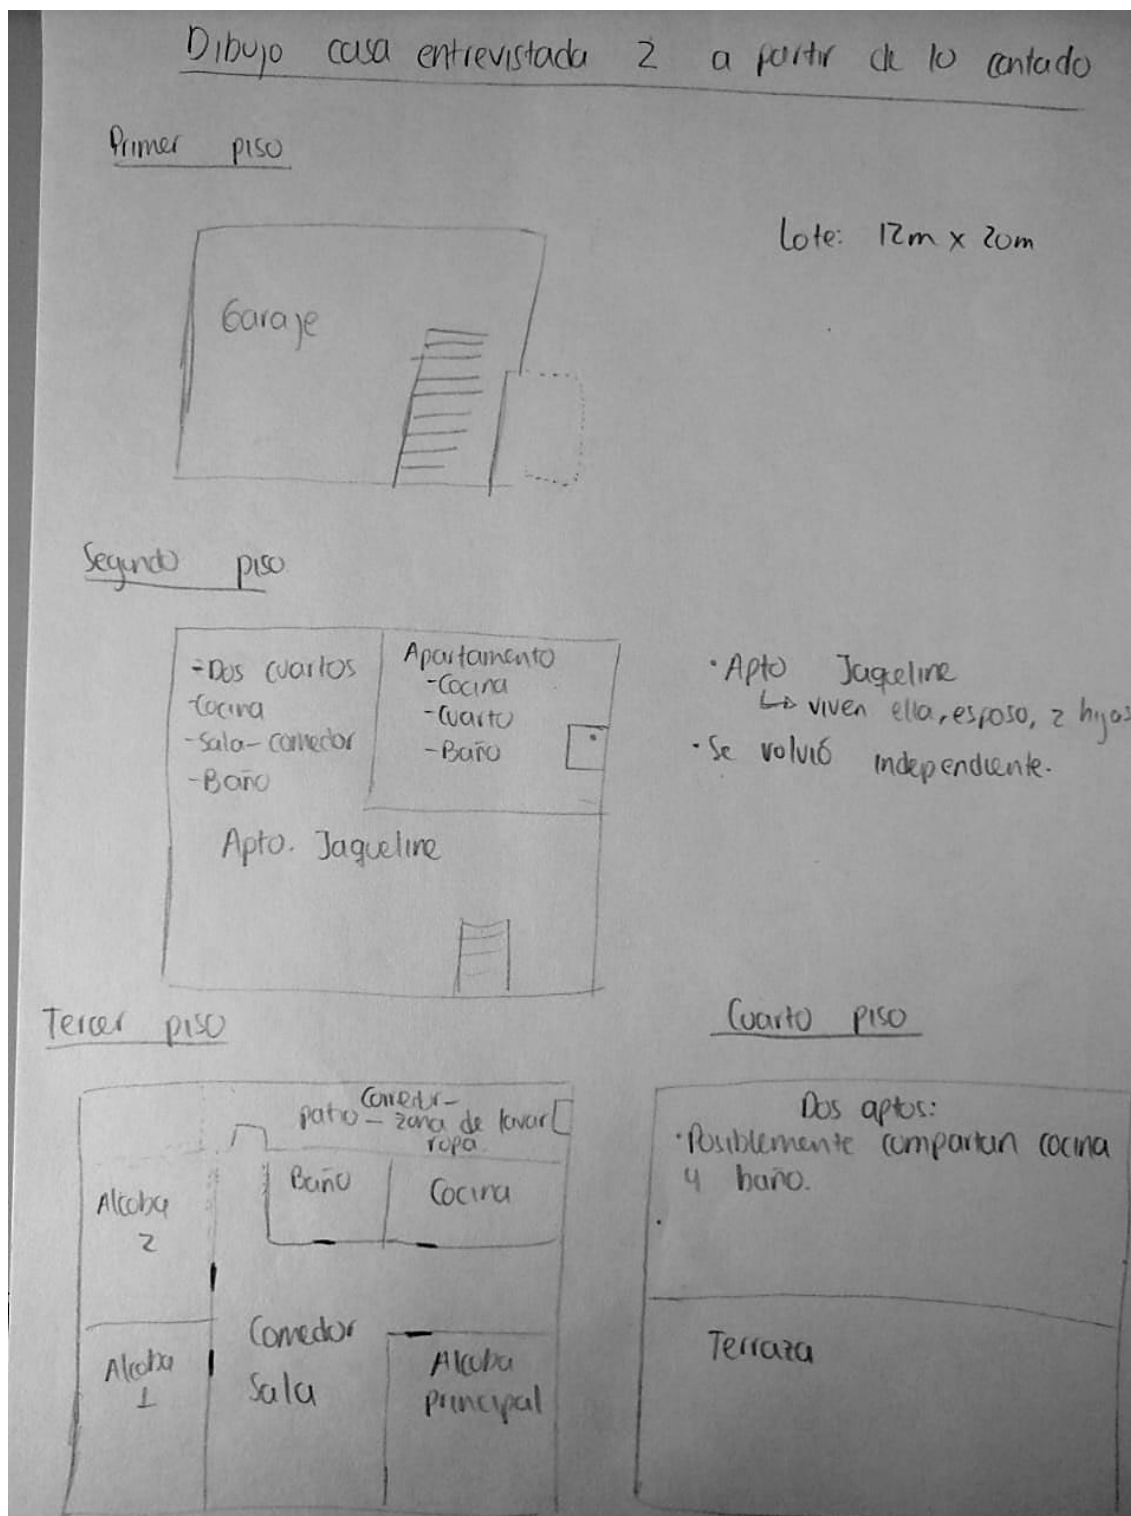 Dibujo casa entrevistada 2 a partir de lo contado
Primer piso
Lote: 12m x 20m
Garaje
Segundo piso
-Dos cuartos
-Cocina
-Sala-comedor
-Baño
Apto. Jaqueline
Apartamento
-Cocina
-Cuarto
-Baño
• Apto Jaqueline
↳ viven ella, esposo, 2 hijos
• Se volvió independiente.
Tercer piso
Corredor-
patio - zona de lavar
ropa
Baño
Cocina
Alcoba
2
Comedor
Sala
Alcoba
1
Alcoba
principal
Cuarto piso
Dos aptos:
• Posiblemente compartan cocina
y baño.
Terraza